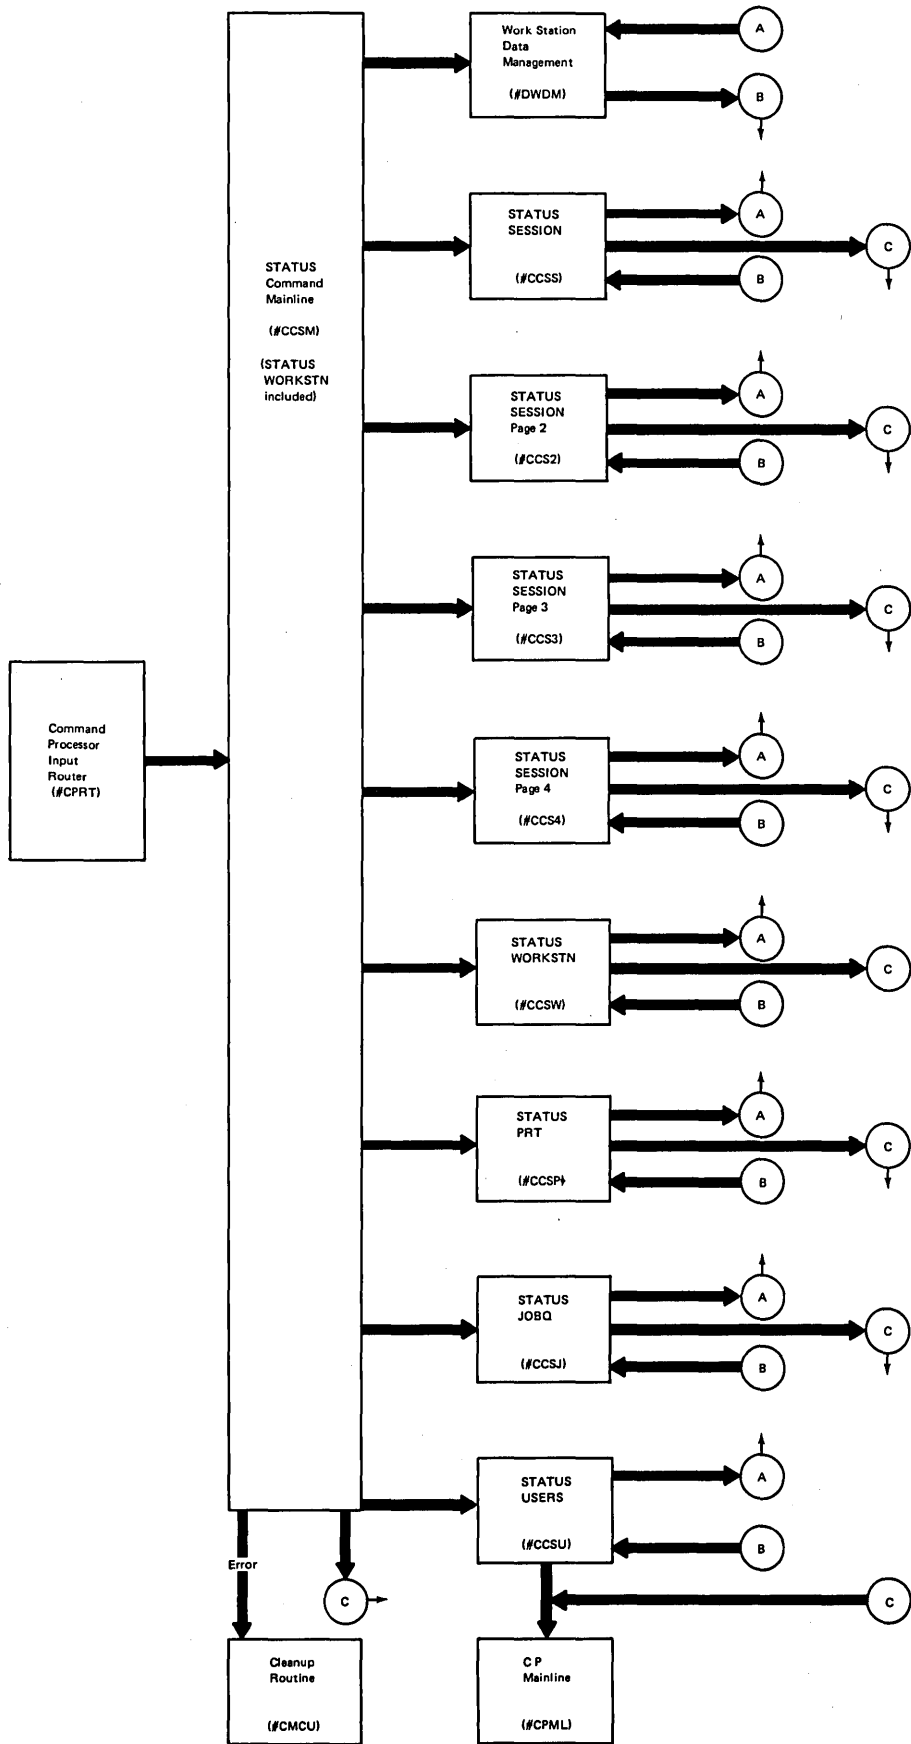 Work Station
Data
Management
(#DWDM)
A
B
STATUS
SESSION
(#CCSS)
A
C
B
STATUS
Command
Mainline
(#CCSM)
(STATUS
WORKSTN
included)
STATUS
SESSION
Page 2
(#CCS2)
A
C
B
STATUS
SESSION
Page 3
(#CCS3)
A
C
B
Command
Processor
Input
Router
(#CPRT)
STATUS
SESSION
Page 4
(#CCS4)
A
C
B
STATUS
WORKSTN
(#CCSW)
A
C
B
STATUS
PRT
(#CCSP)
A
C
B
STATUS
JOBQ
(#CCSJ)
A
C
B
STATUS
USERS
(#CCSU)
A
B
Error
C
C
Cleanup
Routine
(#CMCU)
CP
Mainline
(#CPML)